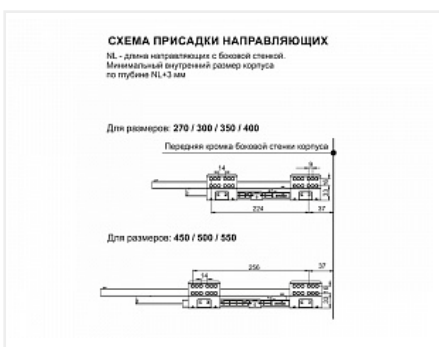 СХЕМА ПРИСАДКИ НАПРАВЛЯЮЩИХ
NL - длина направляющих с боковой стенкой.
Минимальный внутренний размер корпуса
по глубине NL+3 мм
Для размеров: 270 / 300 / 350 / 400
Передняя кромка боковой стенки корпуса
14
9
224
37
Для размеров: 450 / 500 / 550
256
37
14